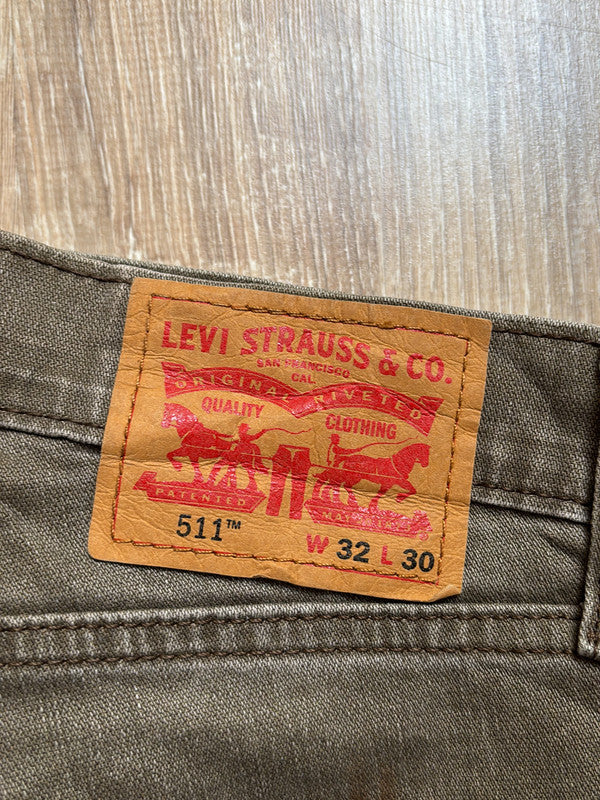 LEVI STRAUSS & CO.
SAN FRANCISCO
CAL.
ORIGINAL RIVETED
QUALITY CLOTHING
PATENTED
511™ W 32 L 30